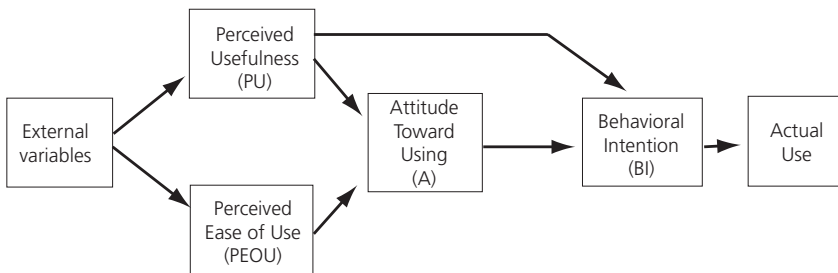 External
variables
Perceived
Usefulness
(PU)
Perceived
Ease of Use
(PEOU)
Attitude
Toward
Using
(A)
Behavioral
Intention
(BI)
Actual
Use